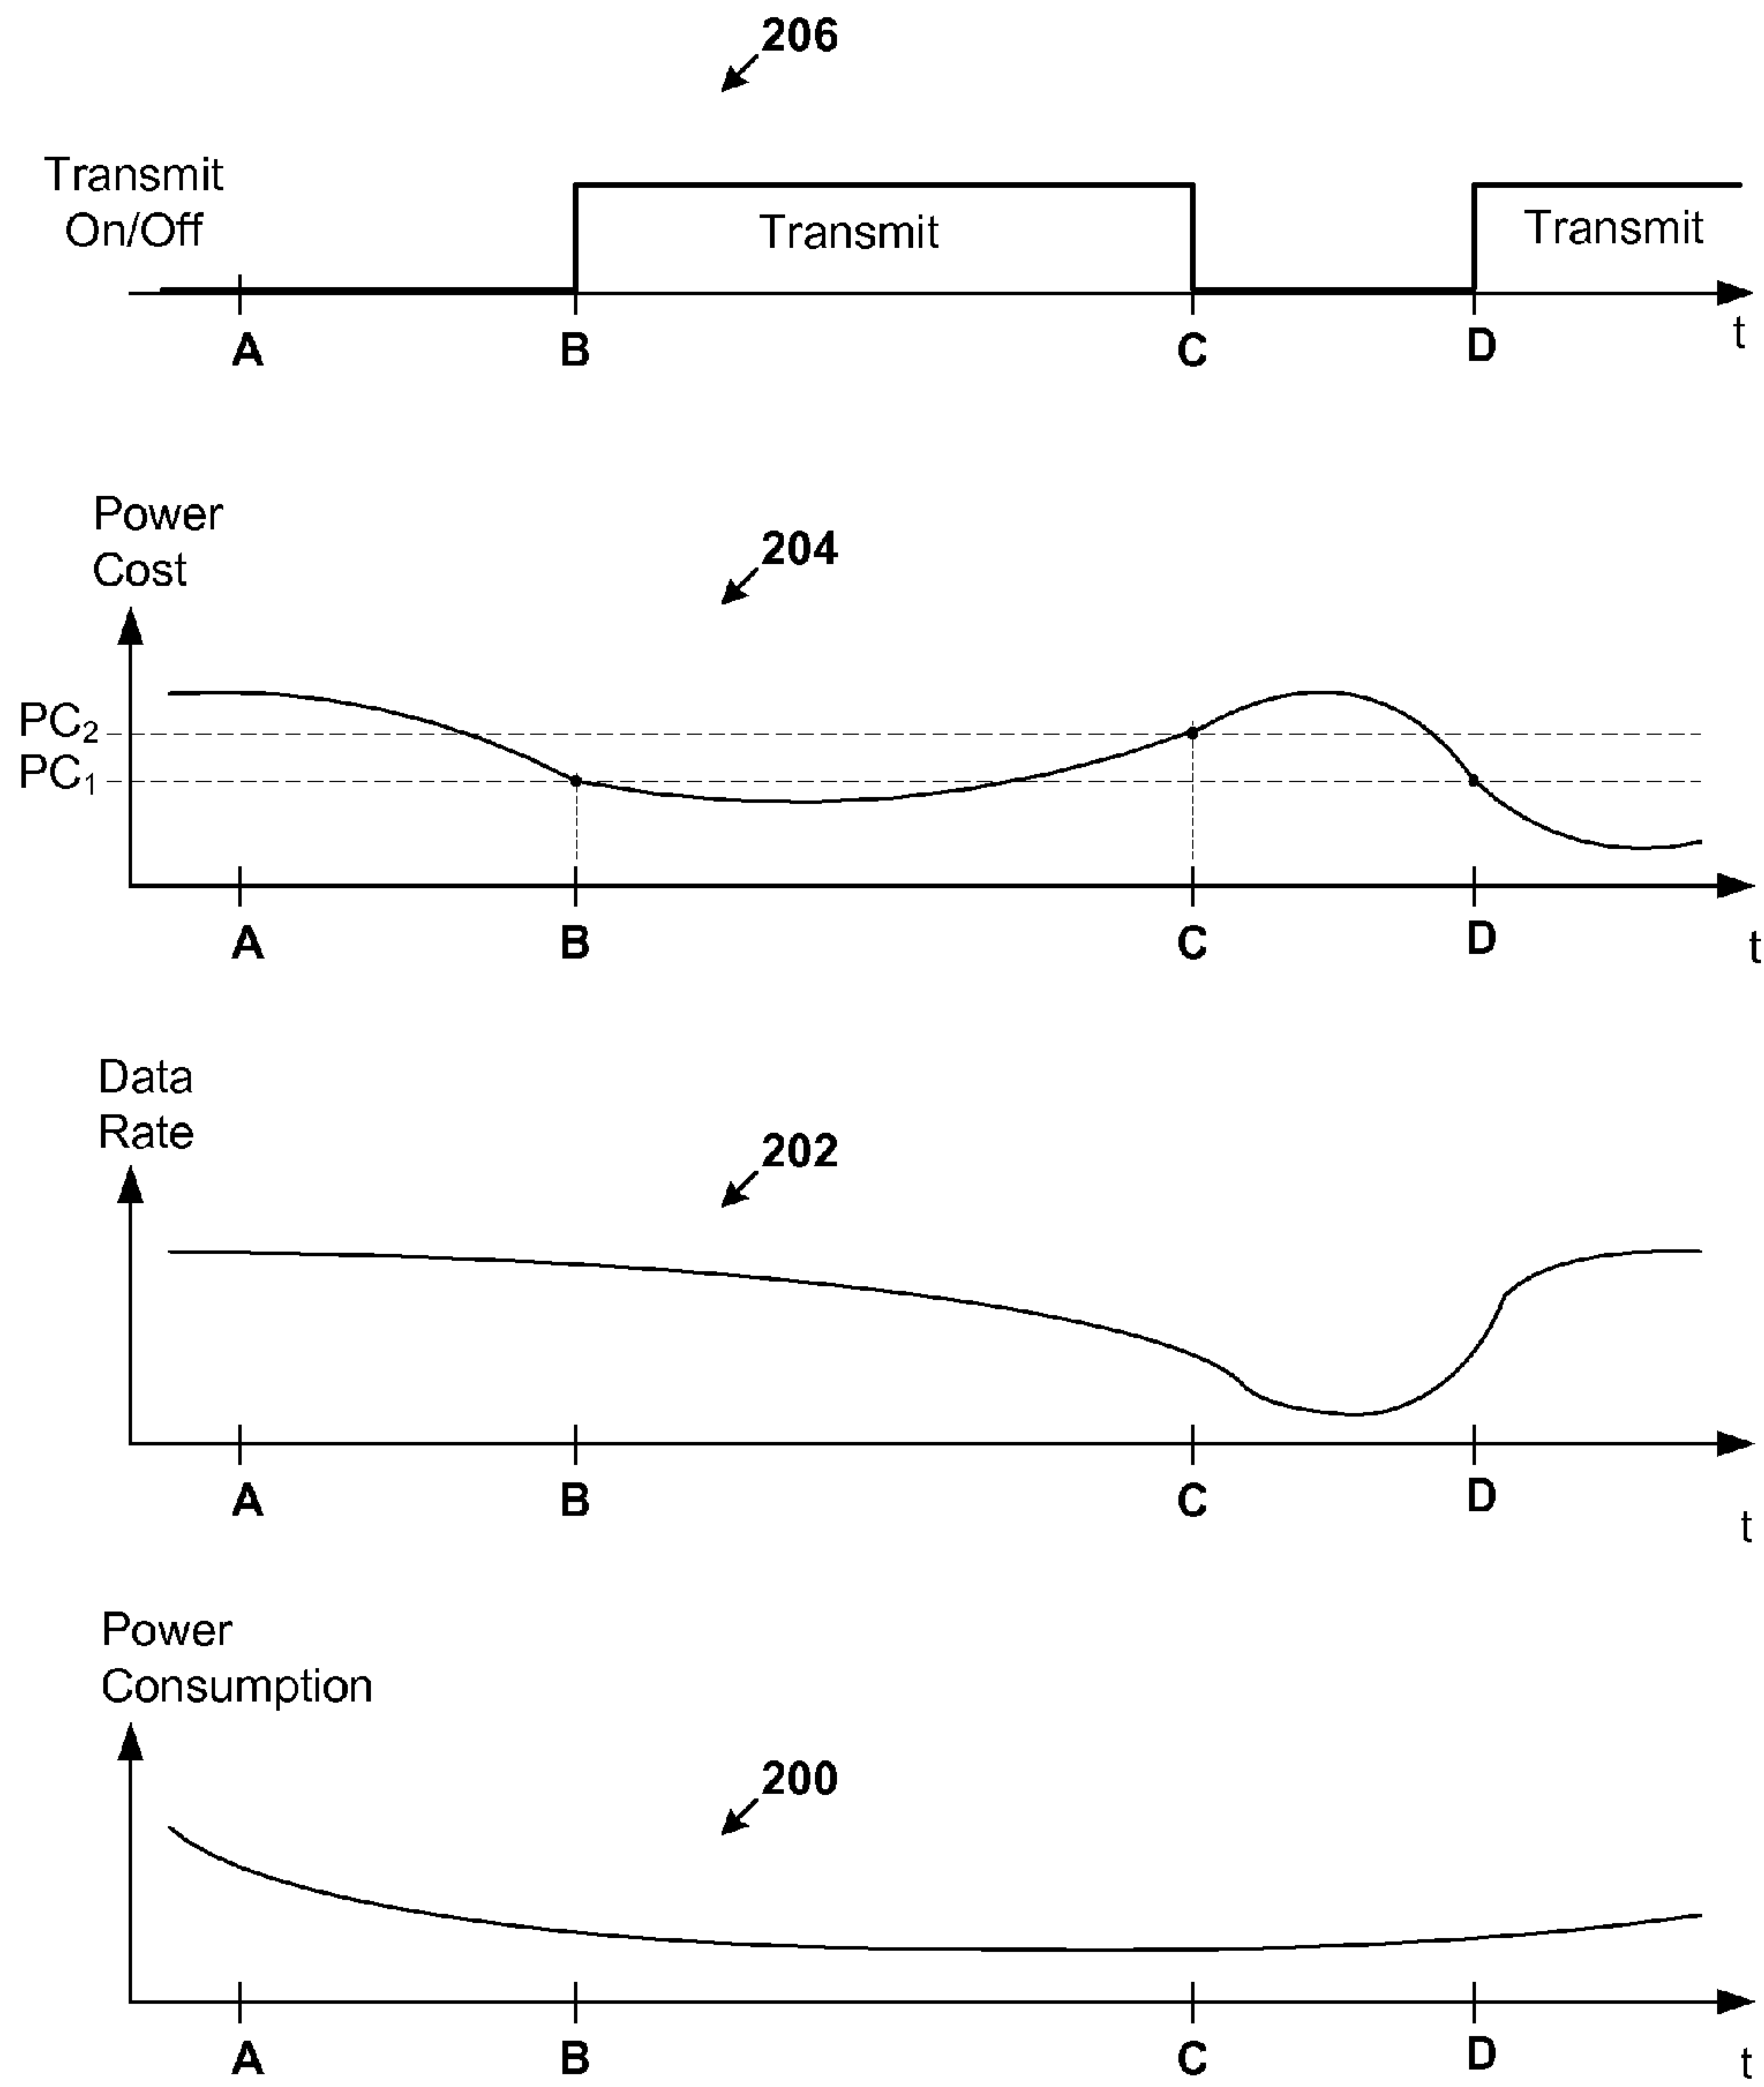 206
Transmit
On/Off
Transmit
Transmit
A B C D t
Power
Cost
204
PC2
PC1
A B C D t
Data
Rate
202
A B C D t
Power
Consumption
200
A B C D t